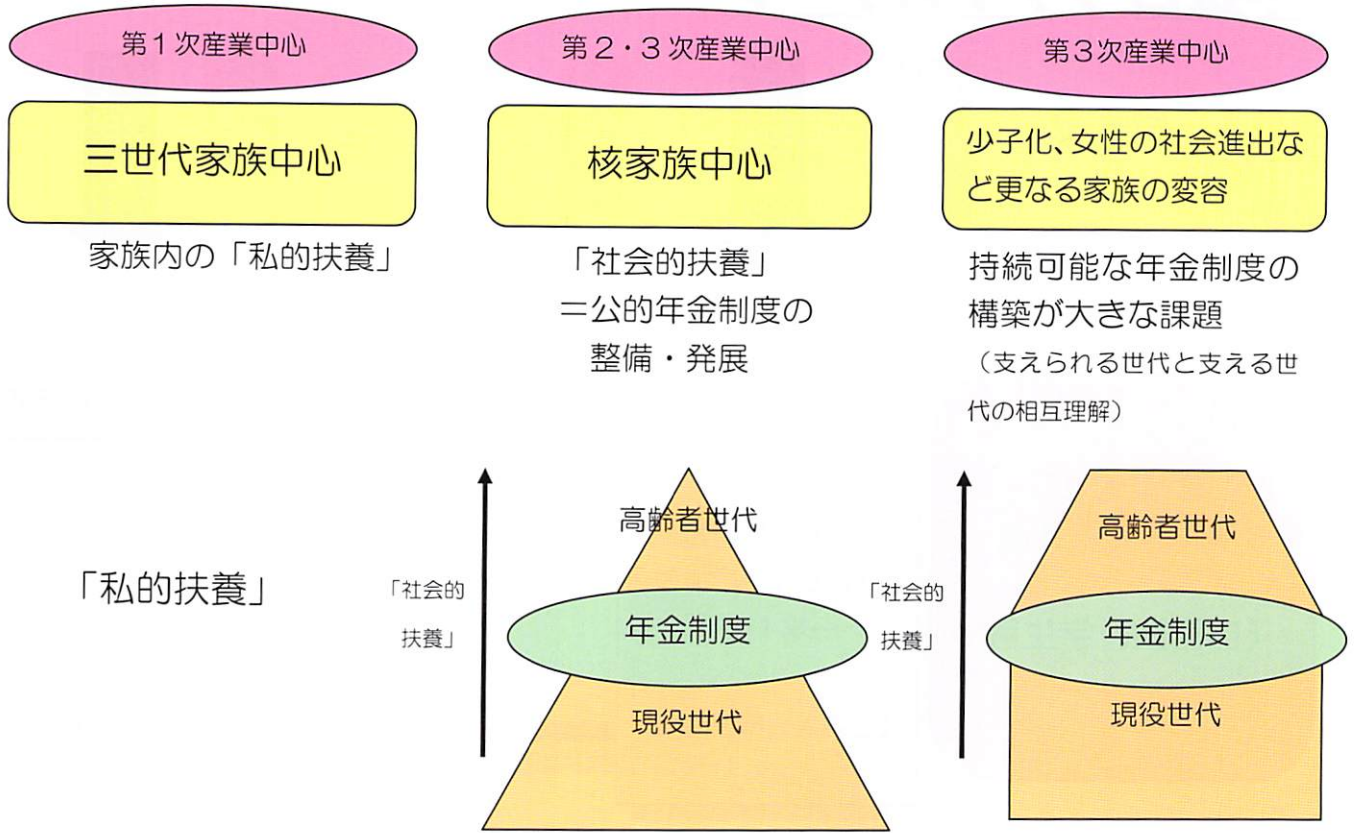 第1次産業中心
三世代家族中心
家族内の「私的扶養」
第2・3次産業中心
核家族中心
「社会的扶養」
＝公的年金制度の
整備・発展
第3次産業中心
少子化、女性の社会進出な
ど更なる家族の変容
持続可能な年金制度の
構築が大きな課題
（支えられる世代と支える世
代の相互理解）
「私的扶養」
「社会的
扶養」
高齢者世代
年金制度
現役世代
「社会的
扶養」
高齢者世代
年金制度
現役世代